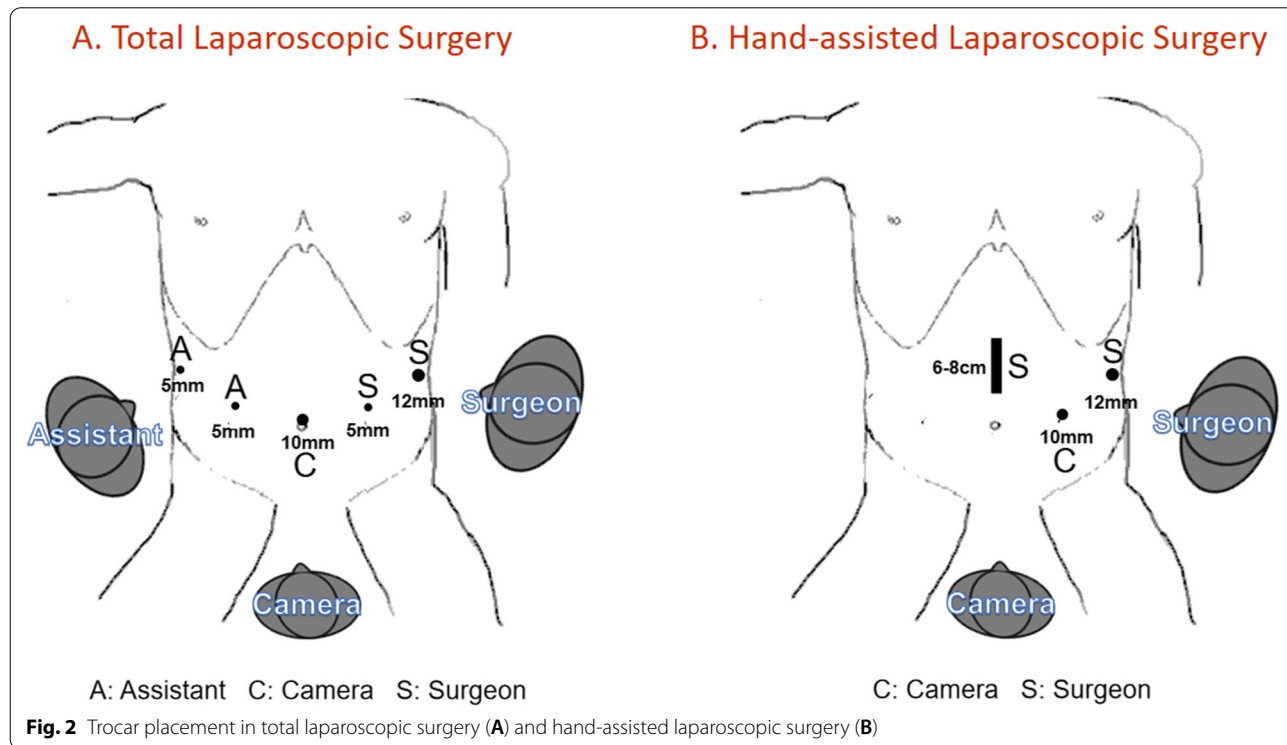 A. Total Laparoscopic Surgery
B. Hand-assisted Laparoscopic Surgery
A
5mm
A
5mm
10mm
C
S
5mm
S
12mm
Assistant
Surgeon
Camera
A: Assistant C: Camera S: Surgeon
6-8cm S
S
12mm
10mm
C
Surgeon
Camera
C: Camera S: Surgeon
Fig. 2 Trocar placement in total laparoscopic surgery (A) and hand-assisted laparoscopic surgery (B)